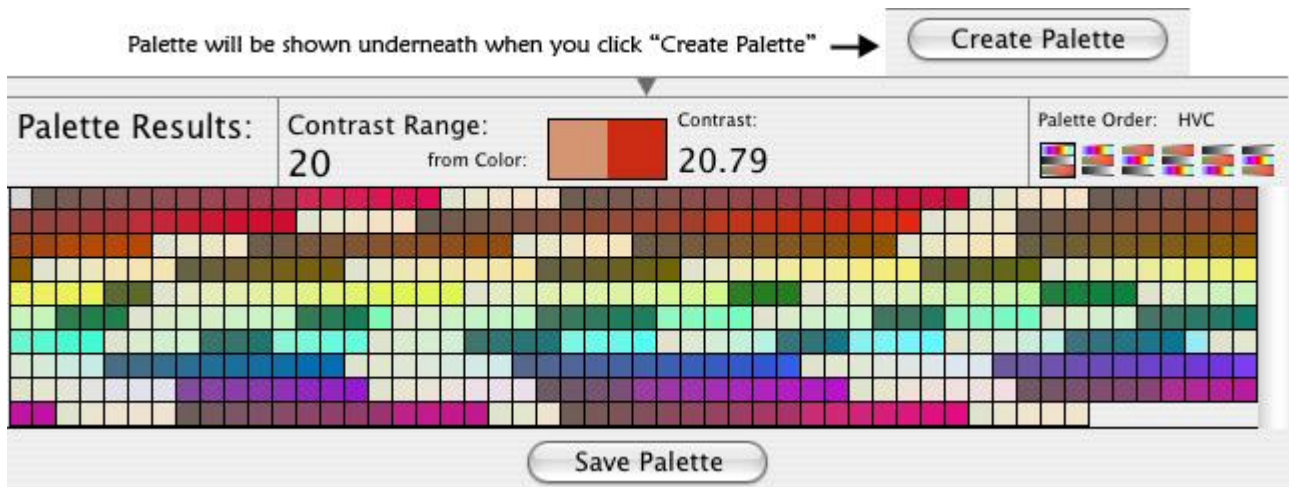 Palette will be shown underneath when you click “Create Palette”
Create Palette
Palette Results:
Contrast Range:
20
from Color:
Contrast:
20.79
Palette Order: HVC
Save Palette